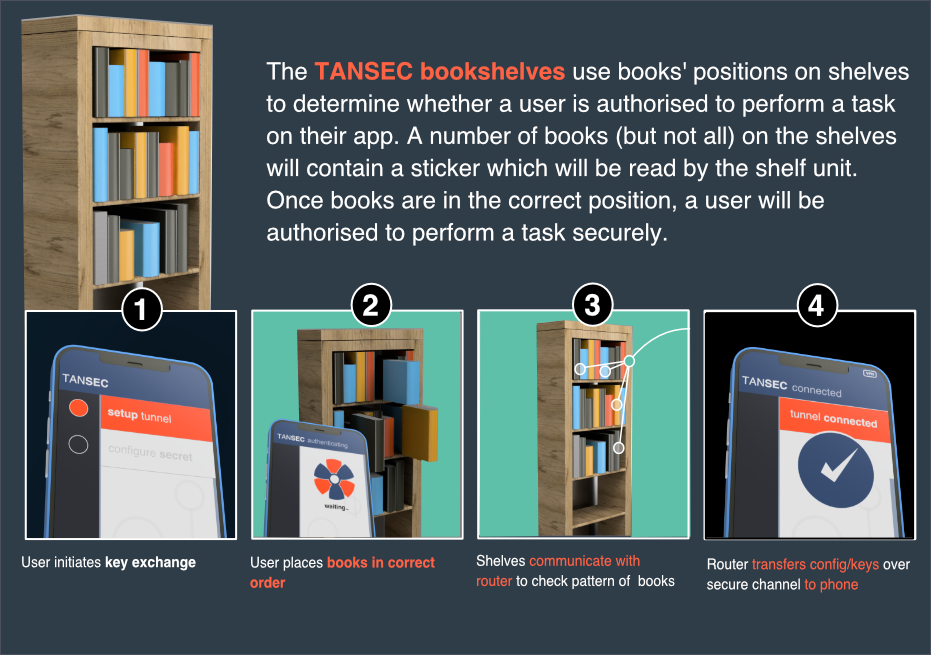 The TANSEC bookshelves use books' positions on shelves
to determine whether a user is authorised to perform a task
on their app. A number of books (but not all) on the shelves
will contain a sticker which will be read by the shelf unit.
Once books are in the correct position, a user will be
authorised to perform a task securely.
1
TANSEC
setup tunnel
configure secret
User initiates key exchange
2
TANSEC authenticating
waiting..
User places books in correct
order
3
Shelves communicate with
router to check pattern of books
4
TANSEC connected
VPN
tunnel connected
Router transfers config/keys over
secure channel to phone